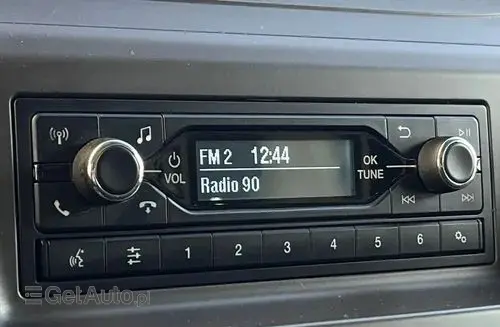 FM 2 12:44
Radio 90
VOL
OK
TUNE
1 2 3 4 5 6
GetAuto.pl